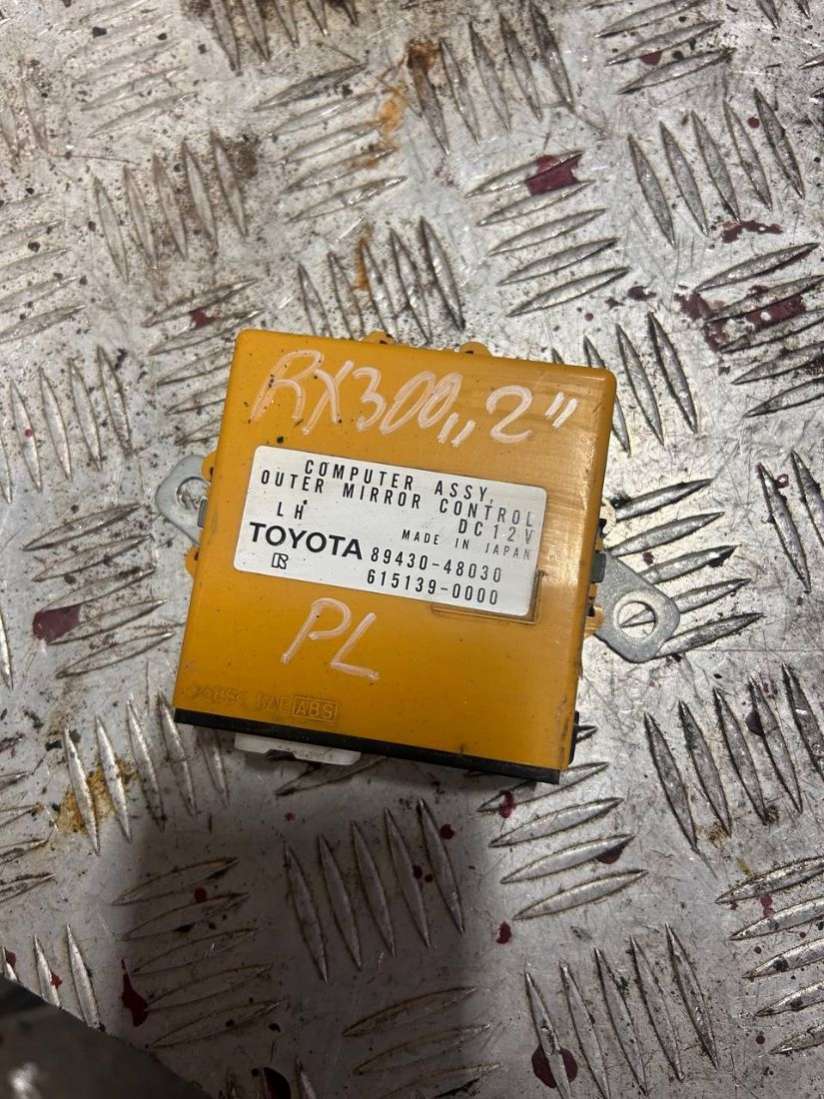 RX300 „2"
COMPUTER ASSY,
OUTER MIRROR CONTROL
LH DC12V
MADE IN JAPAN
TOYOTA 89430-48030
615139-0000
PL
ABS